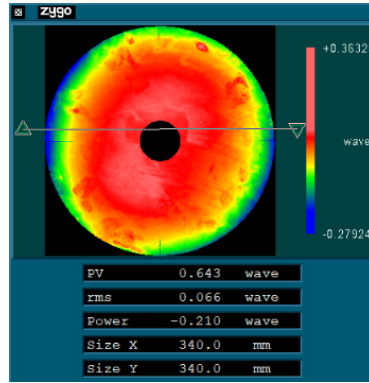 zygo
+0.3632
wave
-0.27924
PV 0.643 wave
rms 0.066 wave
Power -0.210 wave
Size X 340.0 mm
Size Y 340.0 mm